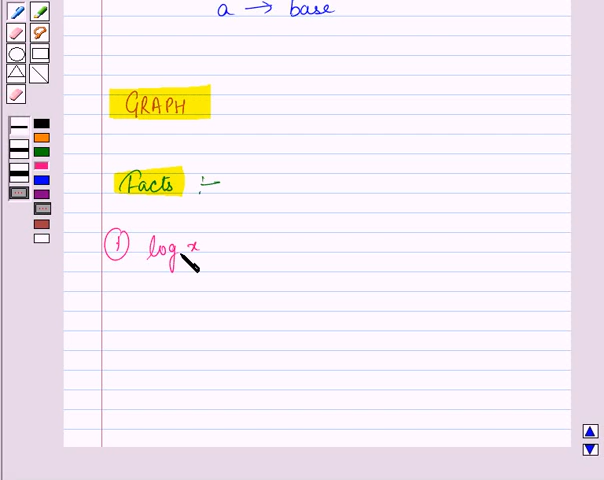 a → base
GRAPH
Facts :-
① log x